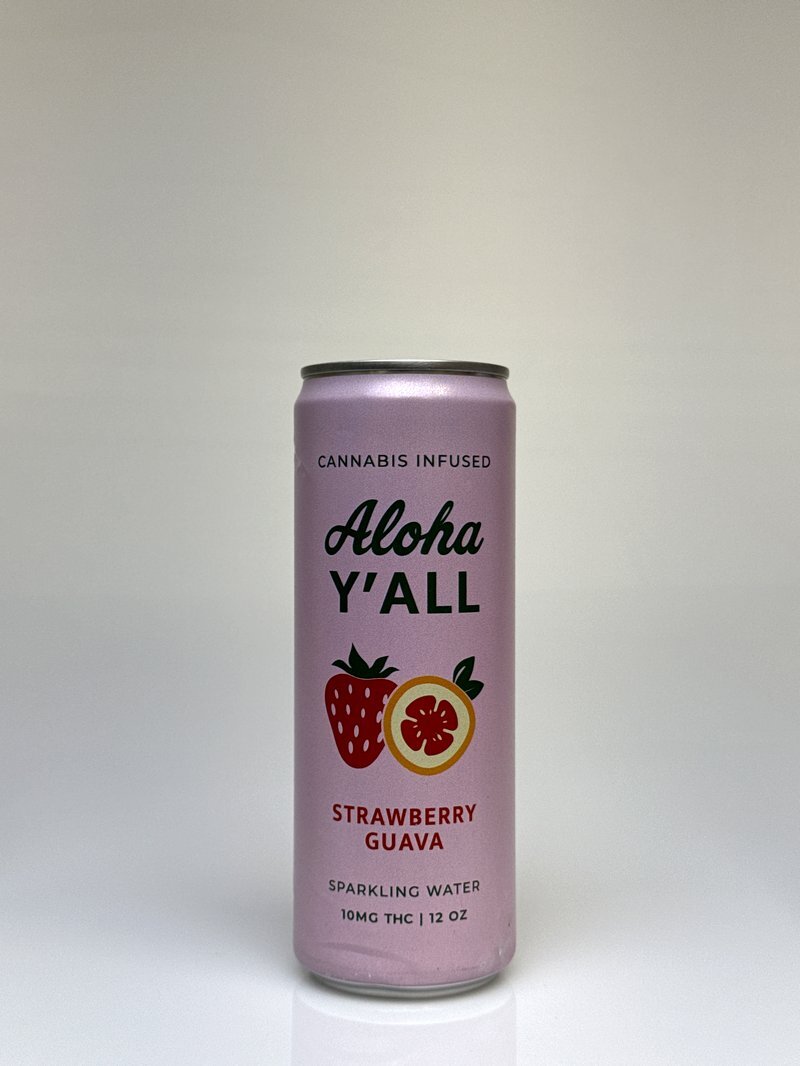 CANNABIS INFUSED
Aloha
Y'ALL
STRAWBERRY
GUAVA
SPARKLING WATER
10MG THC | 12 OZ